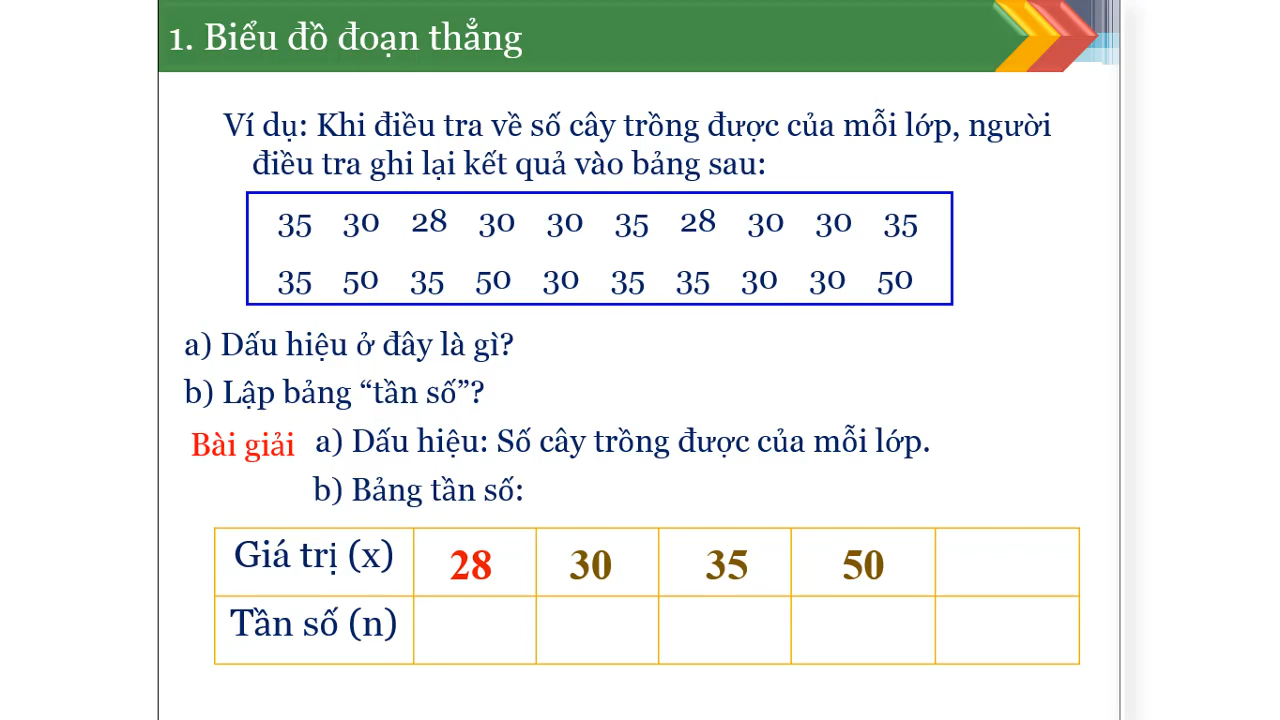 1. Biểu đồ đoạn thẳng
Ví dụ: Khi điều tra về số cây trồng được của mỗi lớp, người
điều tra ghi lại kết quả vào bảng sau:
35 30 28 30 30 35 28 30 30 35
35 50 35 50 30 35 35 30 30 50
a) Dấu hiệu ở đây là gì?
b) Lập bảng “tần số”?
Bài giải a) Dấu hiệu: Số cây trồng được của mỗi lớp.
b) Bảng tần số:
Giá trị (x) 28 30 35 50
Tần số (n)